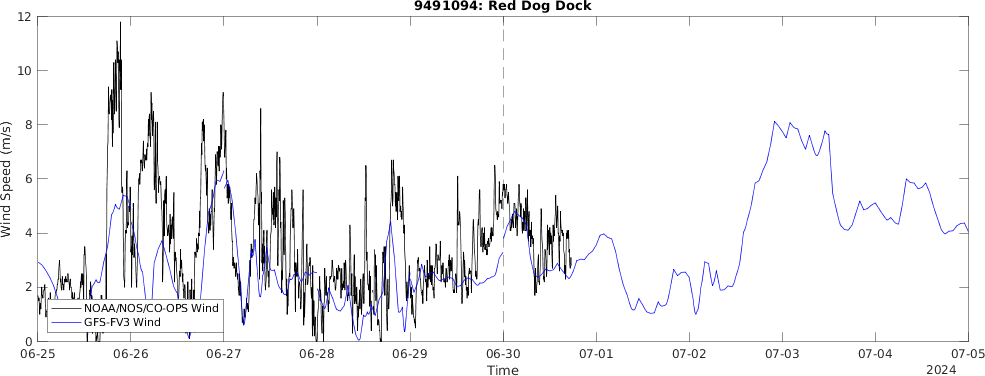 9491094: Red Dog Dock
Wind Speed (m/s)
12
10
8
6
4
2
0
NOAA/NOS/CO-OPS Wind
GFS-FV3 Wind
06-25 06-26 06-27 06-28 06-29 06-30 07-01 07-02 07-03 07-04 07-05
Time
2024